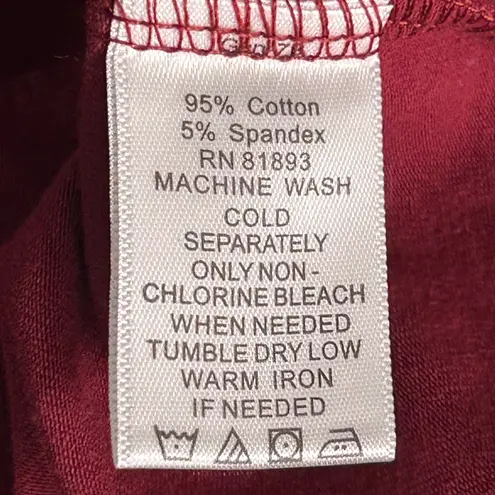 95% Cotton
5% Spandex
RN 81893
MACHINE WASH
COLD
SEPARATELY
ONLY NON-
CHLORINE BLEACH
WHEN NEEDED
TUMBLE DRY LOW
WARM IRON
IF NEEDED